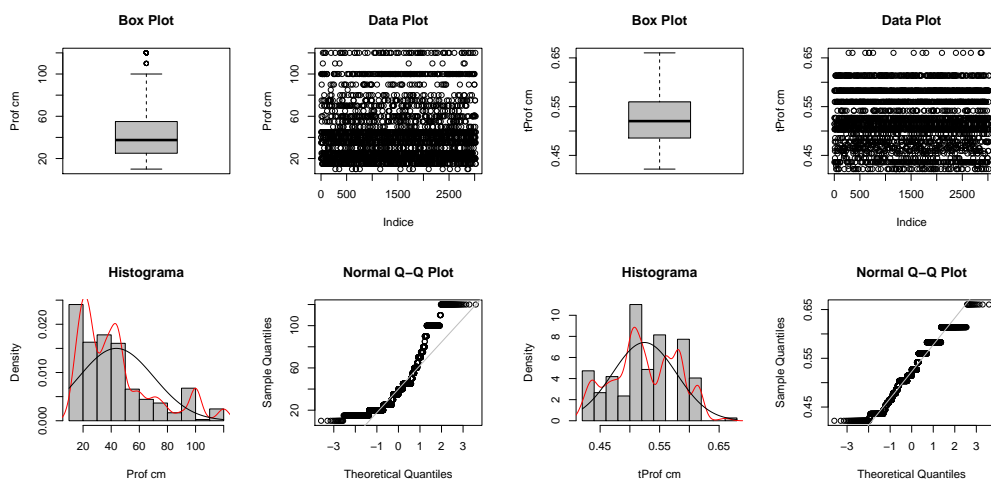 Box Plot
Prof cm
20
60
100
Data Plot
Prof cm
20
60
100
0
500
1500
2500
Indice
Box Plot
tProf cm
0.45
0.55
0.65
Data Plot
tProf cm
0.45
0.55
0.65
0
500
1500
2500
Indice
Histograma
Density
0.000
0.010
0.020
20
40
60
80
100
Prof cm
Normal Q−Q Plot
Sample Quantiles
20
60
100
−3
−1
0
1
2
3
Theoretical Quantiles
Histograma
Density
0
2
4
6
8
10
0.45
0.55
0.65
tProf cm
Normal Q−Q Plot
Sample Quantiles
0.45
0.55
0.65
−3
−1
0
1
2
3
Theoretical Quantiles